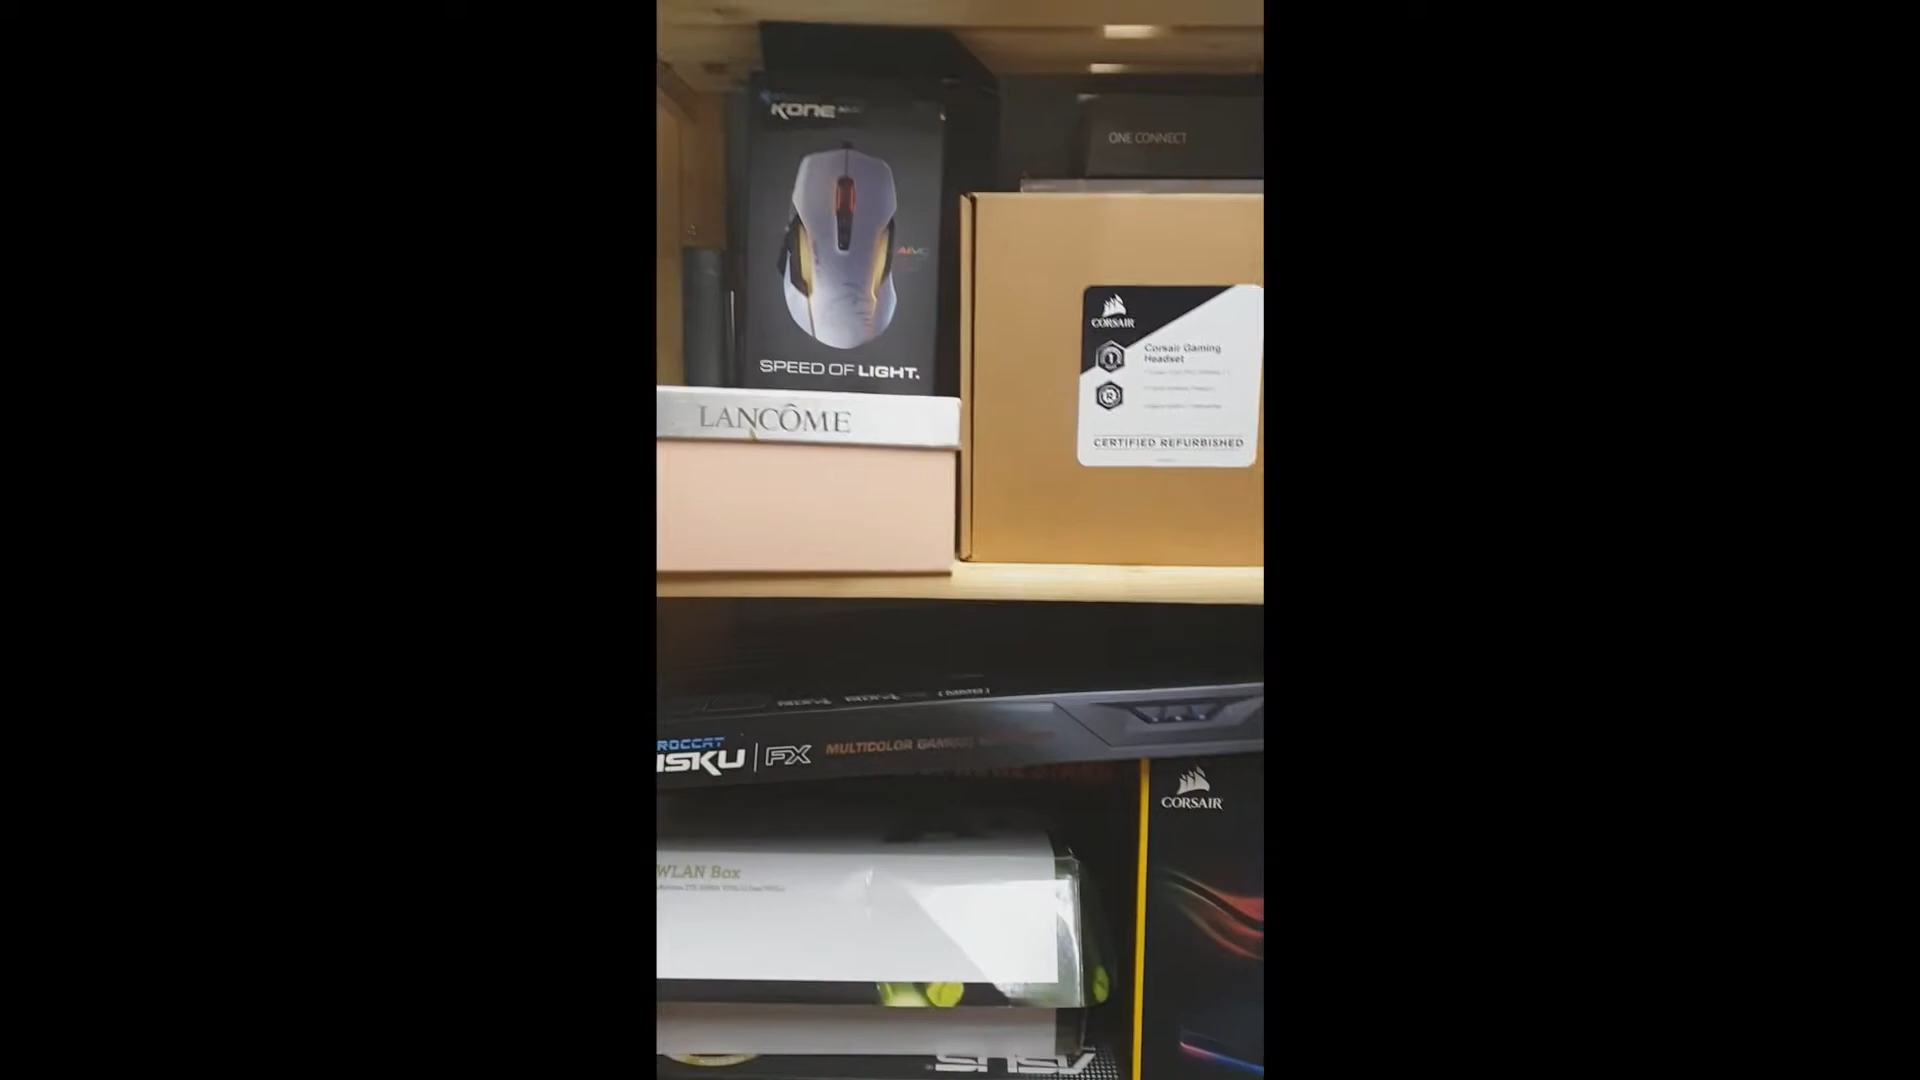 KONE
ONE CONNECT
SPEED OF LIGHT.
LANCÔME
CORSAIR
Corsair Gaming
Headset
CERTIFIED REFURBISHED
ROCCAT
ISKU FX MULTICOLOR GAMING
CORSAIR
WLAN Box
ASUS